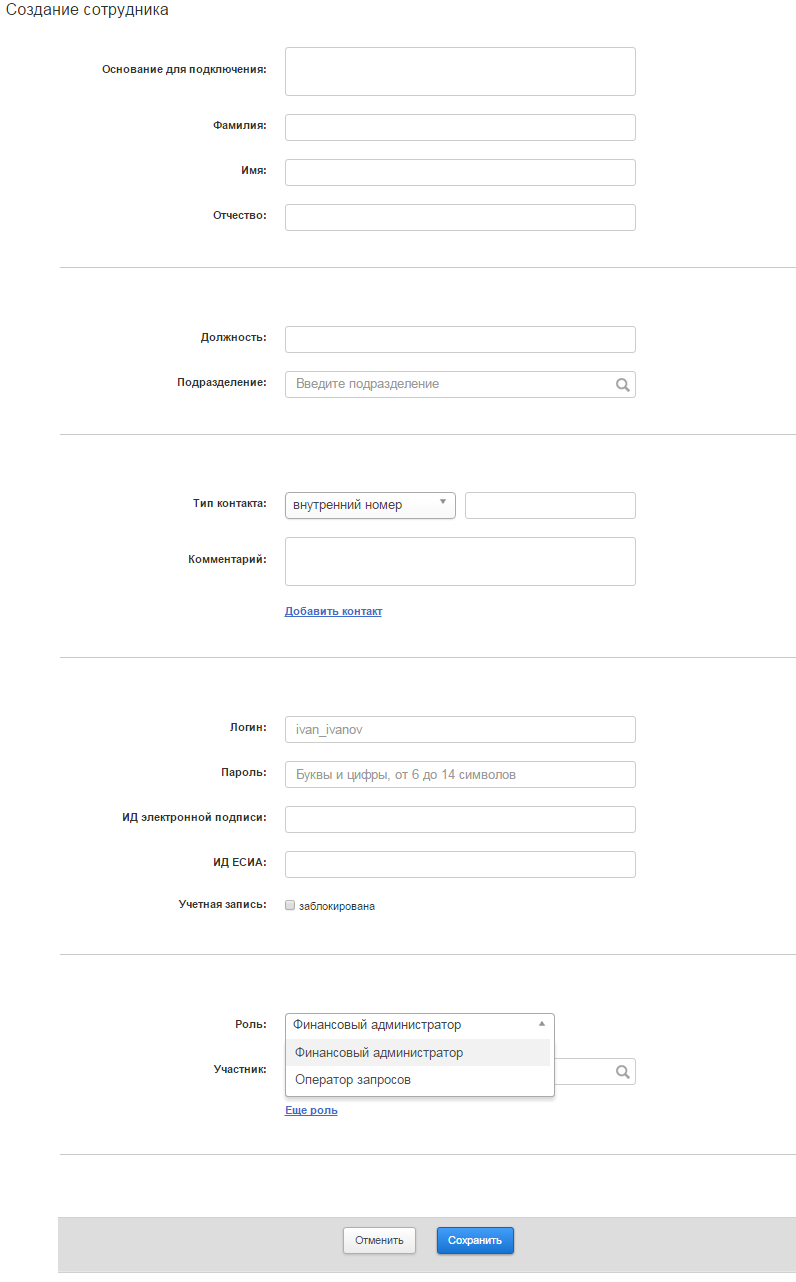 Создание сотрудника
Основание для подключения:
Фамилия:
Имя:
Отчество:
Должность:
Подразделение: Введите подразделение
Тип контакта: внутренний номер
Комментарий:
Добавить контакт
Логин: ivan_ivanov
Пароль: Буквы и цифры, от 6 до 14 символов
ИД электронной подписи:
ИД ЕСИА:
Учетная запись: заблокирована
Роль: Финансовый администратор
Финансовый администратор
Участник:
Оператор запросов
Еще роль
Отменить Сохранить